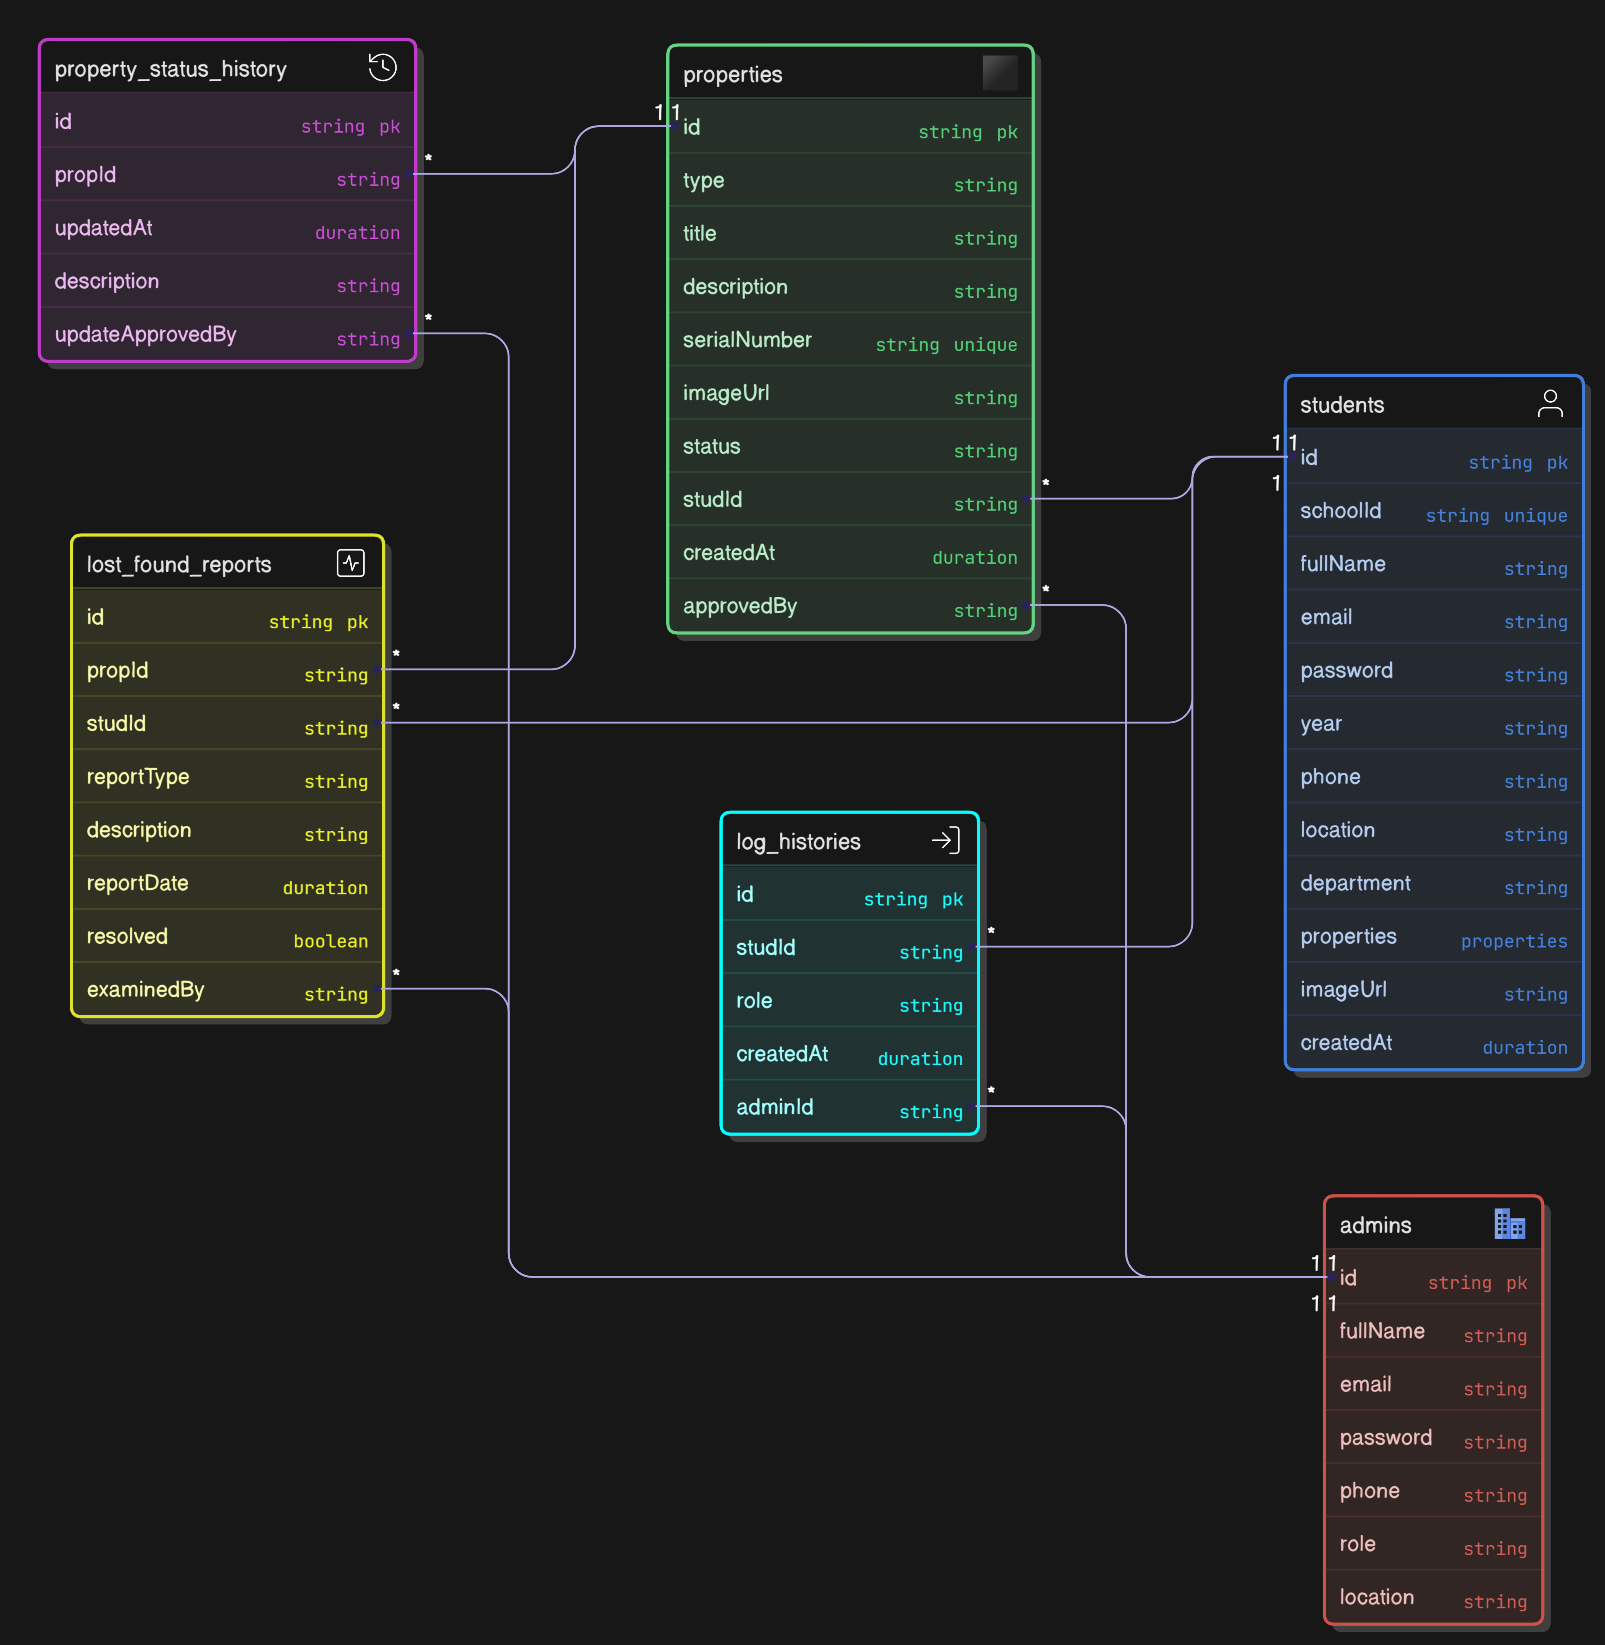 property_status_history
id string pk
propId string
updatedAt duration
description string
updateApprovedBy string
*
*
properties
1 1
id string pk
type string
title string
description string
serialNumber string unique
imageUrl string
status string
studId string
createdAt duration
approvedBy string
*
*
students
1 1
id string pk
1
schoolId string unique
fullName string
email string
password string
year string
phone string
location string
department string
properties properties
imageUrl string
createdAt duration
lost_found_reports
id string pk
propId string
studId string
reportType string
description string
reportDate duration
resolved boolean
examinedBy string
*
*
*
log_histories
id string pk
studId string
role string
createdAt duration
adminId string
*
*
admins
1 1
id string pk
1 1
fullName string
email string
password string
phone string
role string
location string